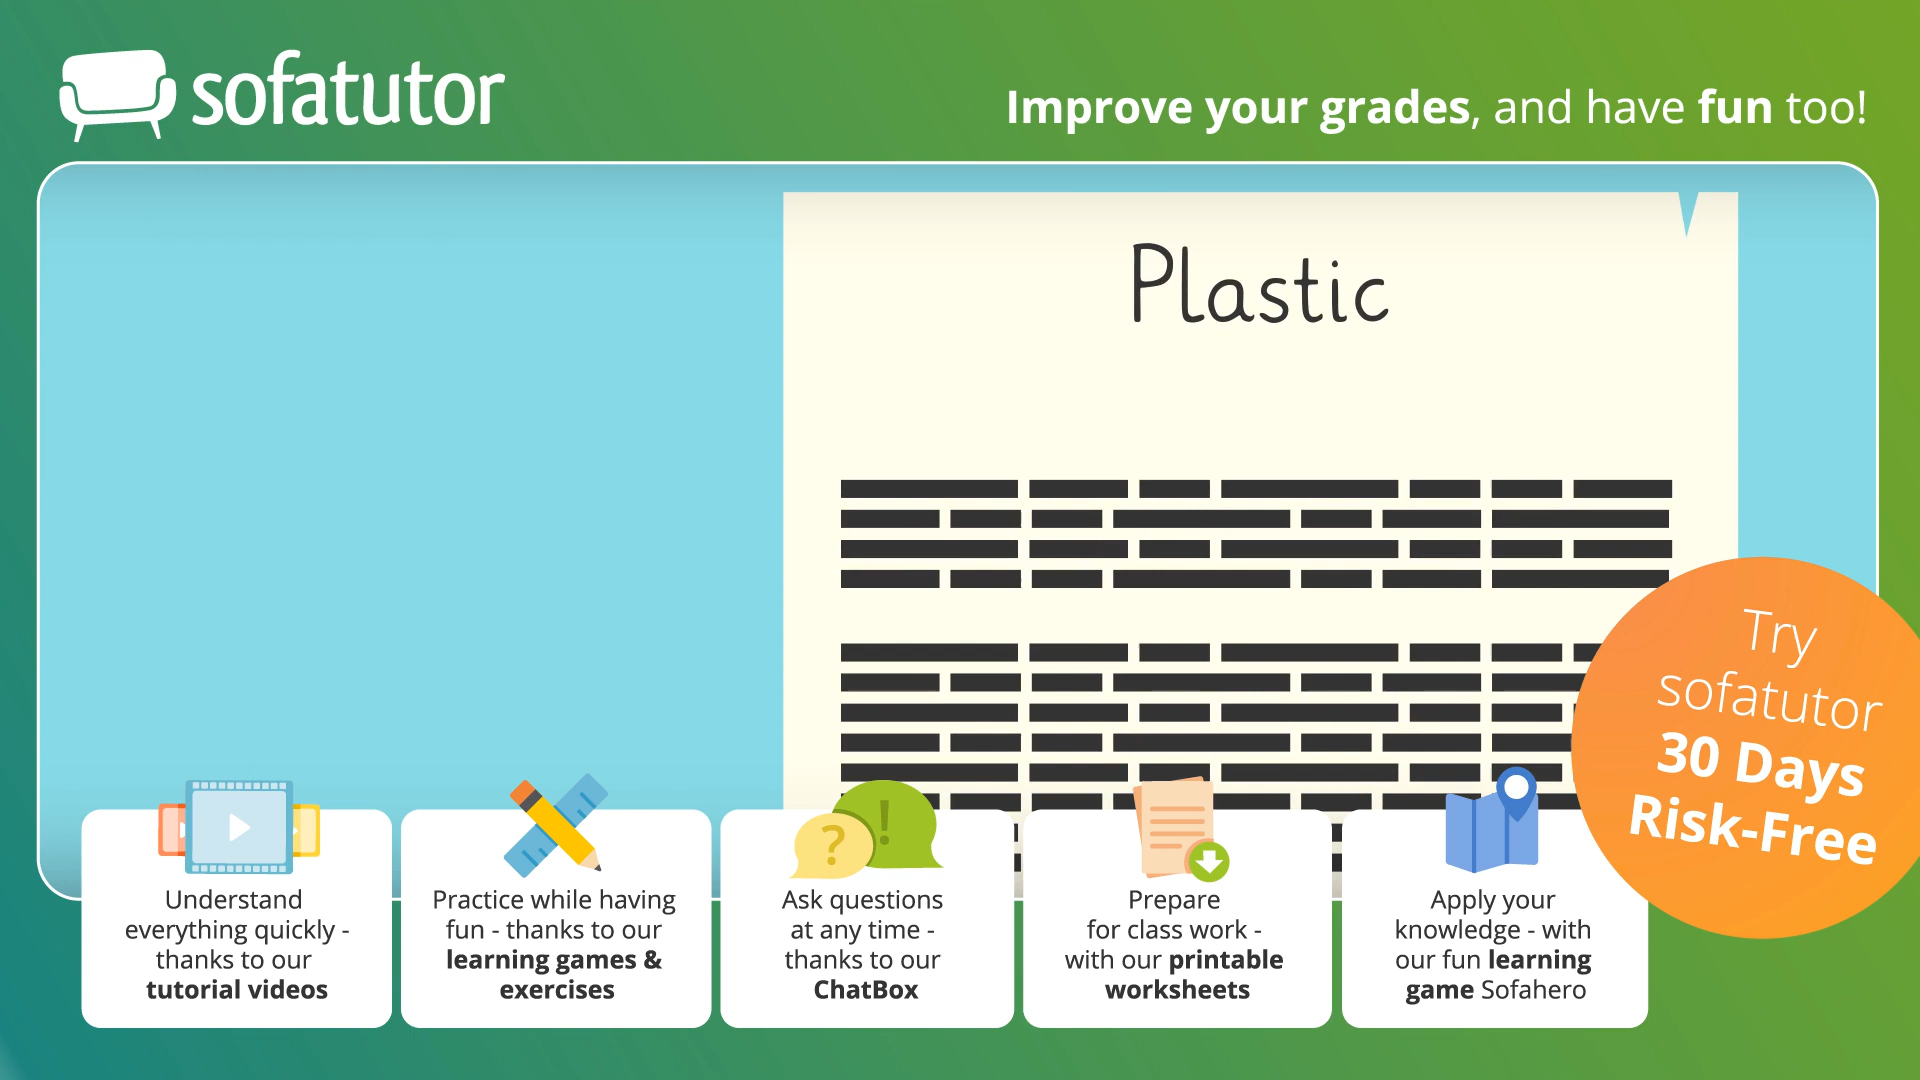 sofatutor
Improve your grades, and have fun too!
Plastic
Try
sofatutor
30 Days
Risk-Free
?
!
Understand
everything quickly -
thanks to our
tutorial videos
Practice while having
fun - thanks to our
learning games &
exercises
Ask questions
at any time -
thanks to our
ChatBox
Prepare
for class work -
with our printable
worksheets
Apply your
knowledge - with
our fun learning
game Sofahero